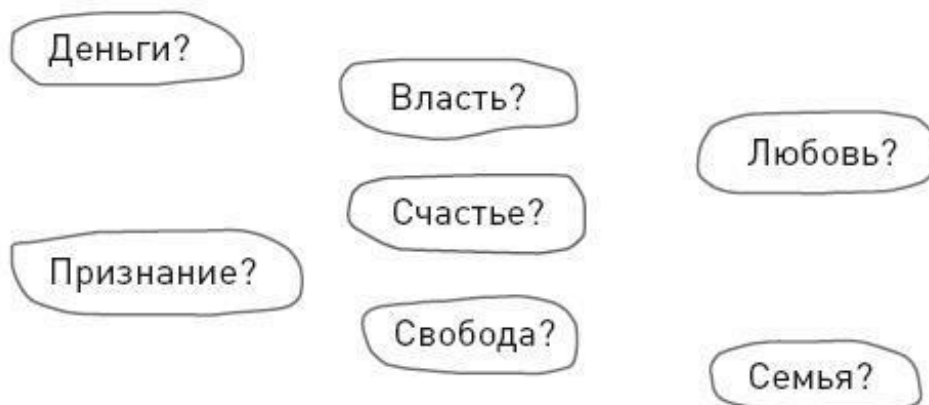 Деньги?
Власть?
Любовь?
Счастье?
Признание?
Свобода?
Семья?